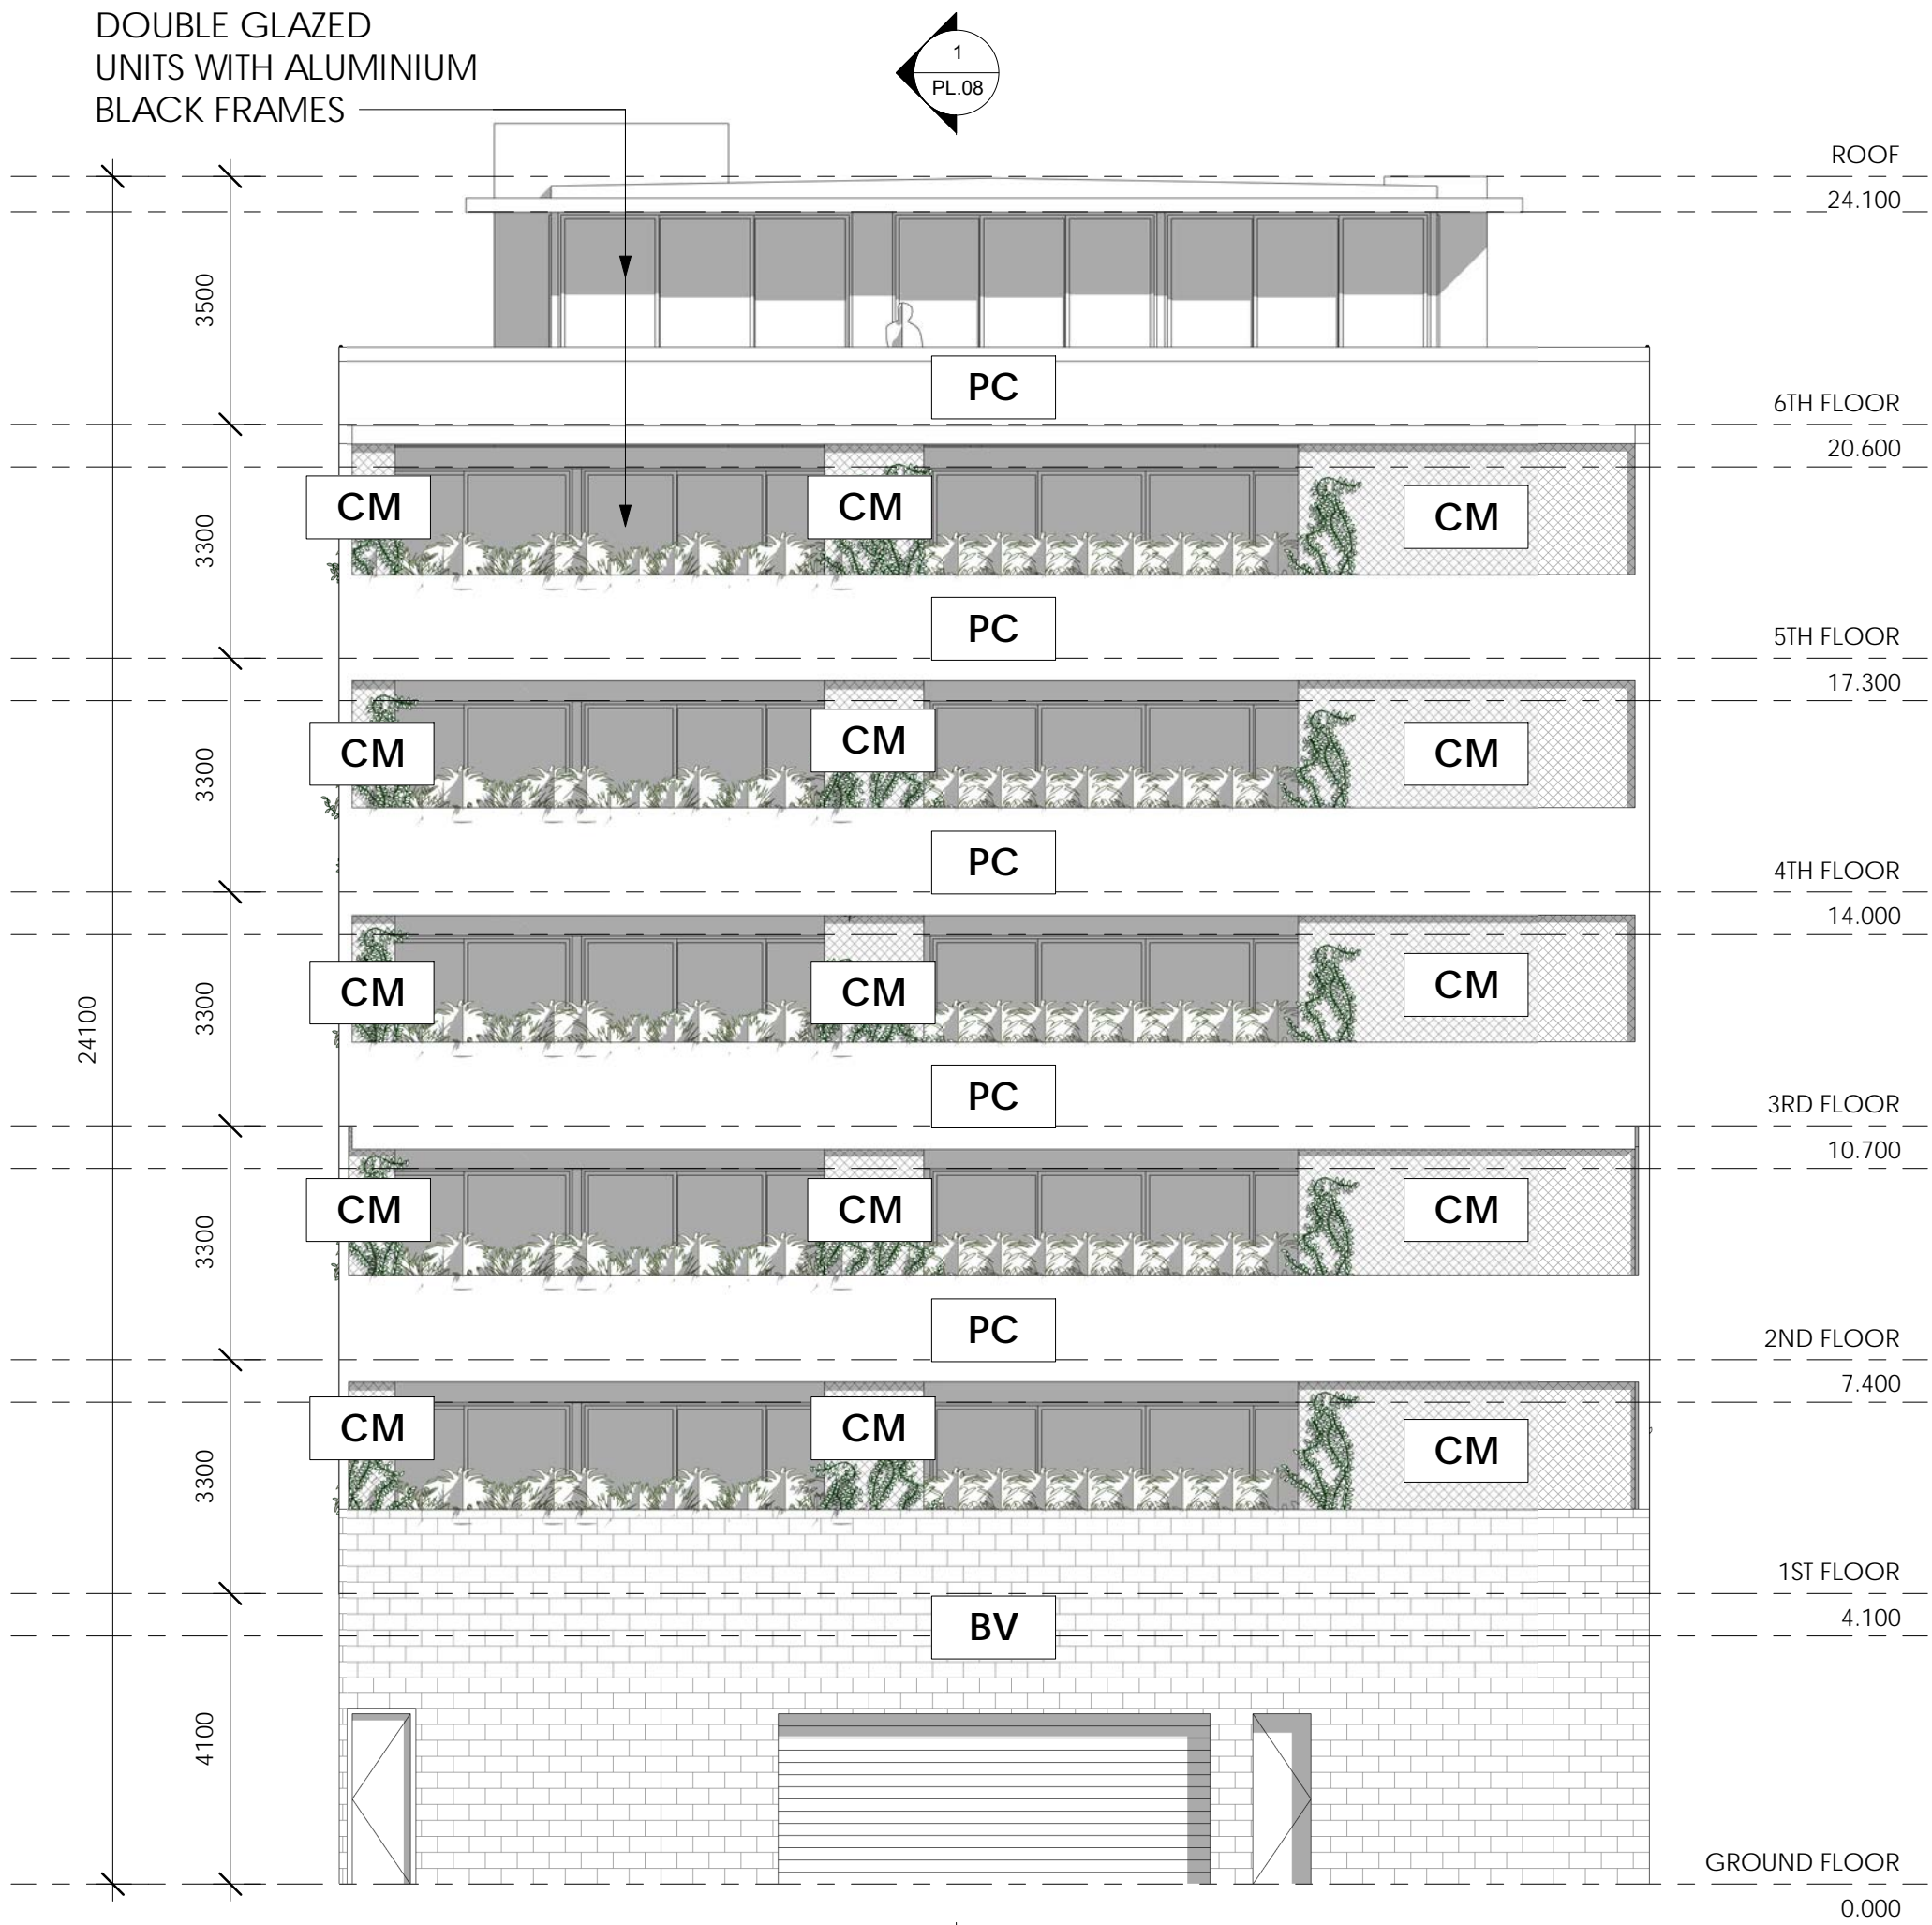 DOUBLE GLAZED
UNITS WITH ALUMINIUM
BLACK FRAMES
1
PL.08
ROOF
24.100
3500
PC
6TH FLOOR
20.600
CM
CM
CM
3300
PC
5TH FLOOR
17.300
CM
CM
CM
3300
PC
4TH FLOOR
14.000
CM
CM
CM
3300
24100
PC
3RD FLOOR
10.700
CM
CM
CM
3300
PC
2ND FLOOR
7.400
CM
CM
CM
3300
1ST FLOOR
4.100
BV
4100
GROUND FLOOR
0.000